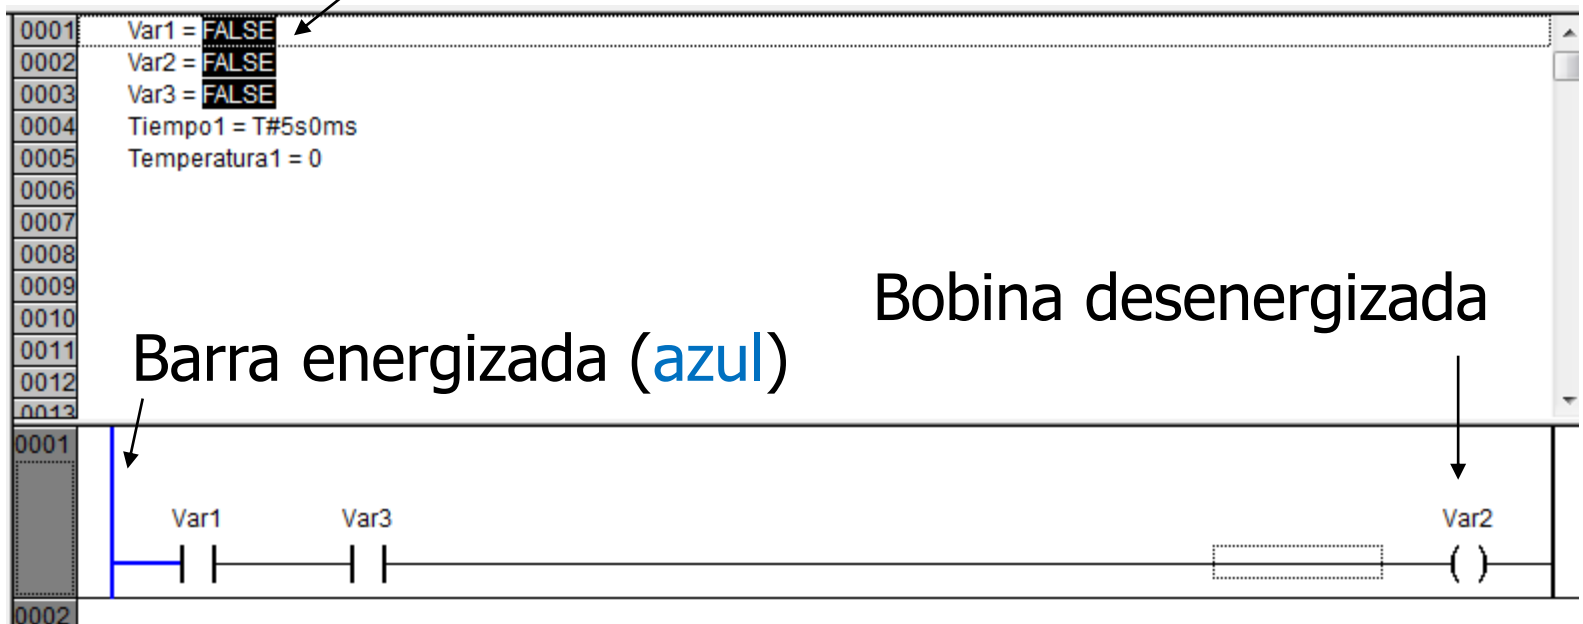 0001 Var1 = FALSE
0002 Var2 = FALSE
0003 Var3 = FALSE
0004 Tiempo1 = T#5s0ms
0005 Temperatura1 = 0
0006
0007
0008
0009
Bobina desenergizada
0010
0011
Barra energizada (azul)
0012
0013
0001
Var1 Var3 Var2
0002